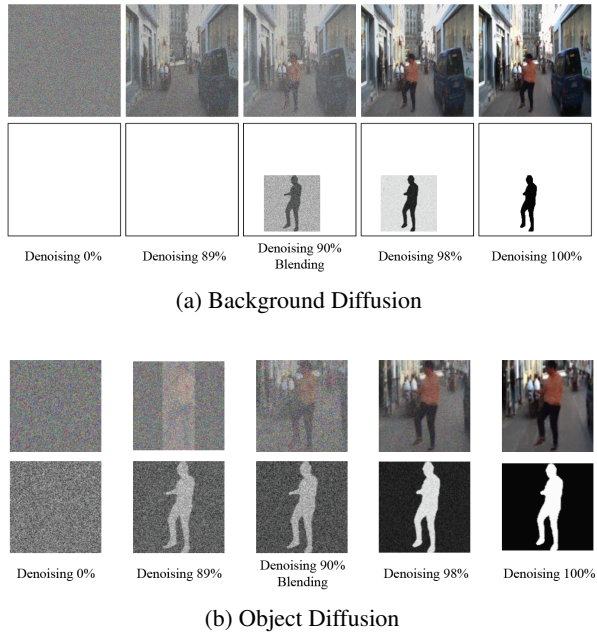 Denoising 0%
Denoising 89%
Denoising 90%
Blending
Denoising 98%
Denoising 100%
(a) Background Diffusion
Denoising 0%
Denoising 89%
Denoising 90%
Blending
Denoising 98%
Denoising 100%
(b) Object Diffusion